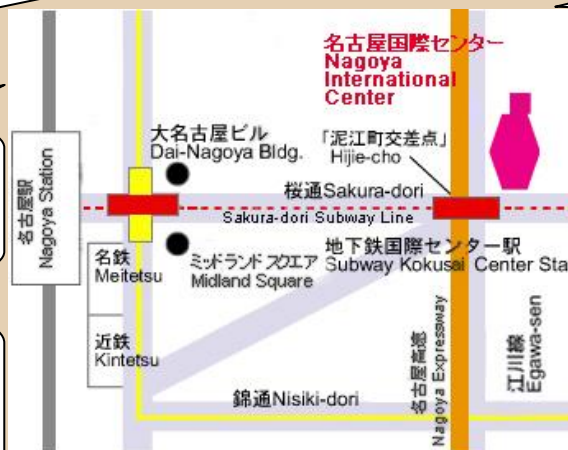 名古屋国際センター
Nagoya
International
Center
大名古屋ビル
Dai-Nagoya Bldg.
「泥江町交差点」
Hijie-cho
名古屋駅
Nagoya Station
桜通Sakura-dori
Sakura-dori Subway Line
名鉄
Meitetsu
ミッドランド スクエア
Midland Square
地下鉄国際センター駅
Subway Kokusai Center Sta
近鉄
Kintetsu
錦通Nisiki-dori
名古屋高速
Nagoya Expressway
江川線
Egawa-sen